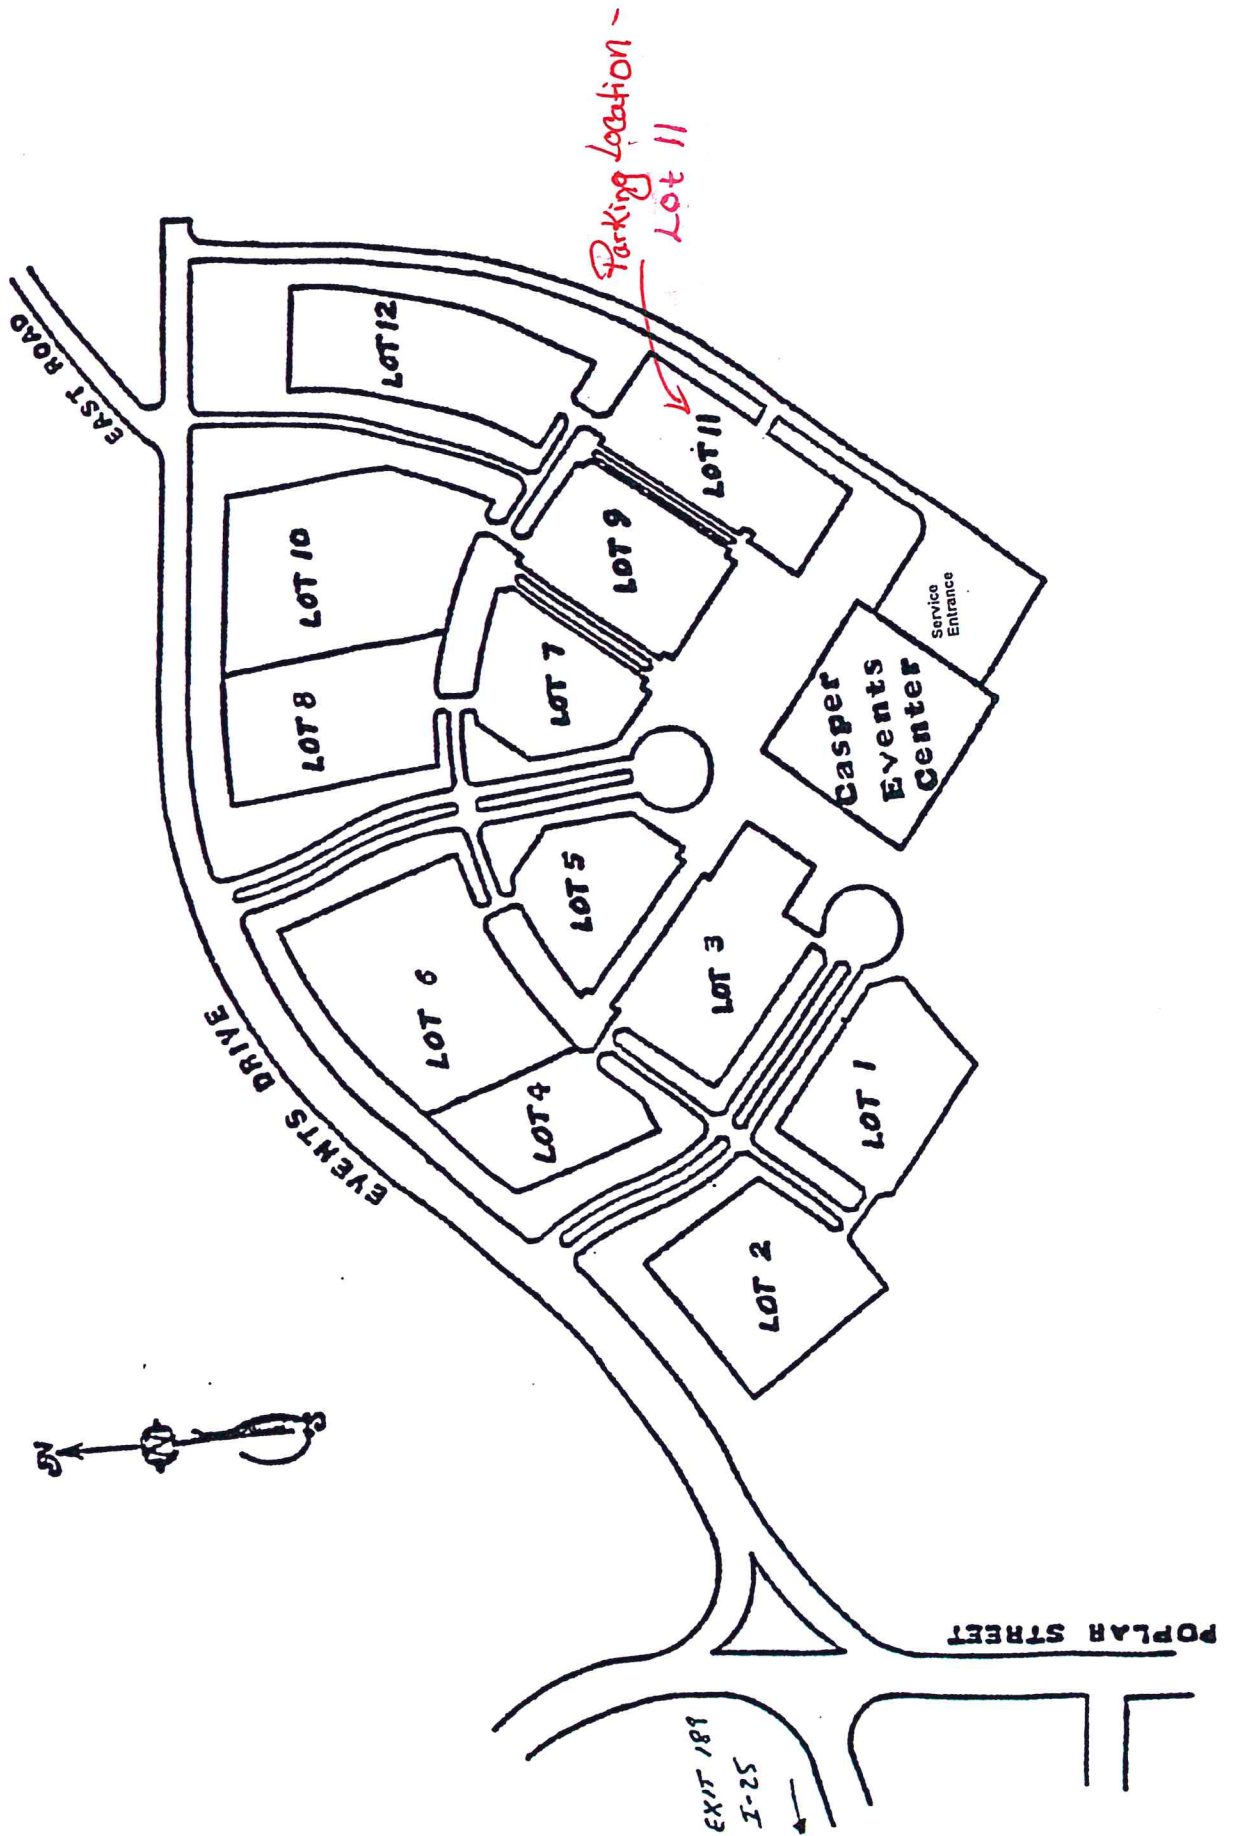 Parking Location -
Lot 11
EAST ROAD
LOT 12
LOT 11
LOT 10
LOT 9
LOT 8
LOT 7
Service
Entrance
Casper
Events
Center
LOT 5
LOT 6
LOT 3
LOT 4
LOT 1
LOT 2
EVENTS DRIVE
N
S
POPLAR STREET
EXIT 189
I-25